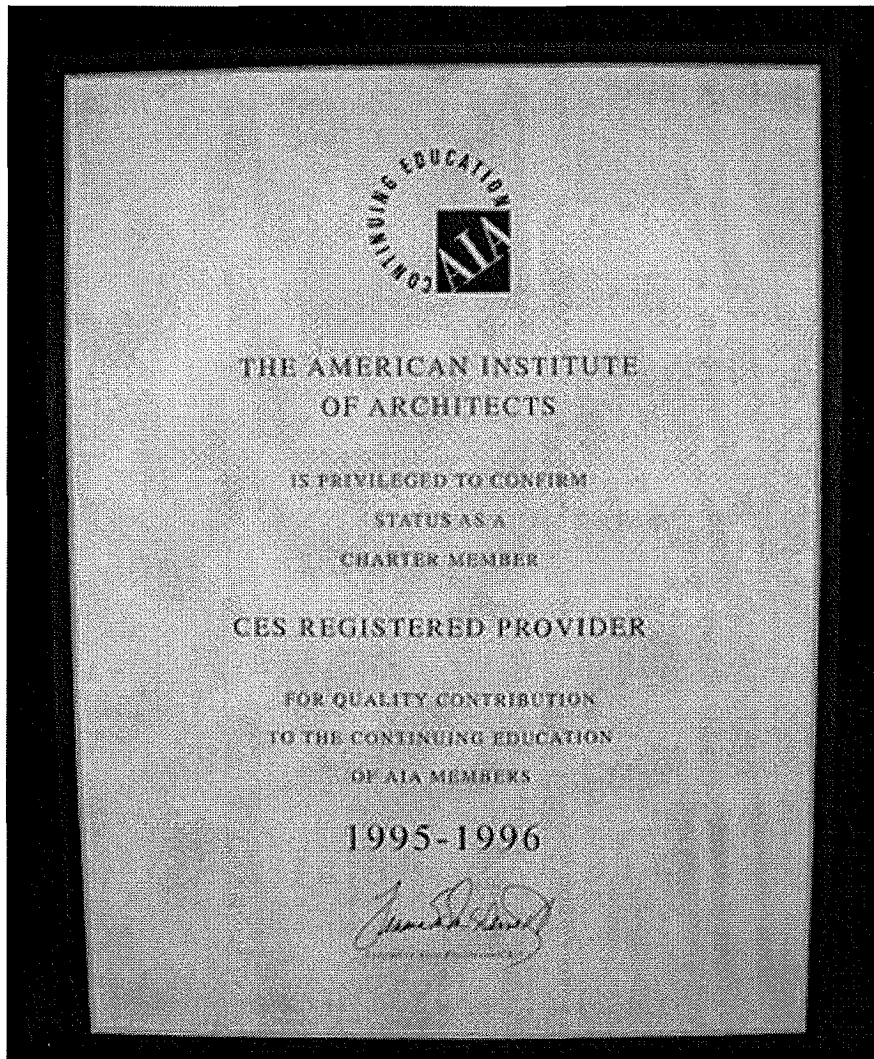 CONTINUING EDUCATION
AIA
THE AMERICAN INSTITUTE
OF ARCHITECTS
IS PRIVILEGED TO CONFIRM
STATUS AS A
CHARTER MEMBER
CES REGISTERED PROVIDER
FOR QUALITY CONTRIBUTION
TO THE CONTINUING EDUCATION
OF AIA MEMBERS
1995-1996